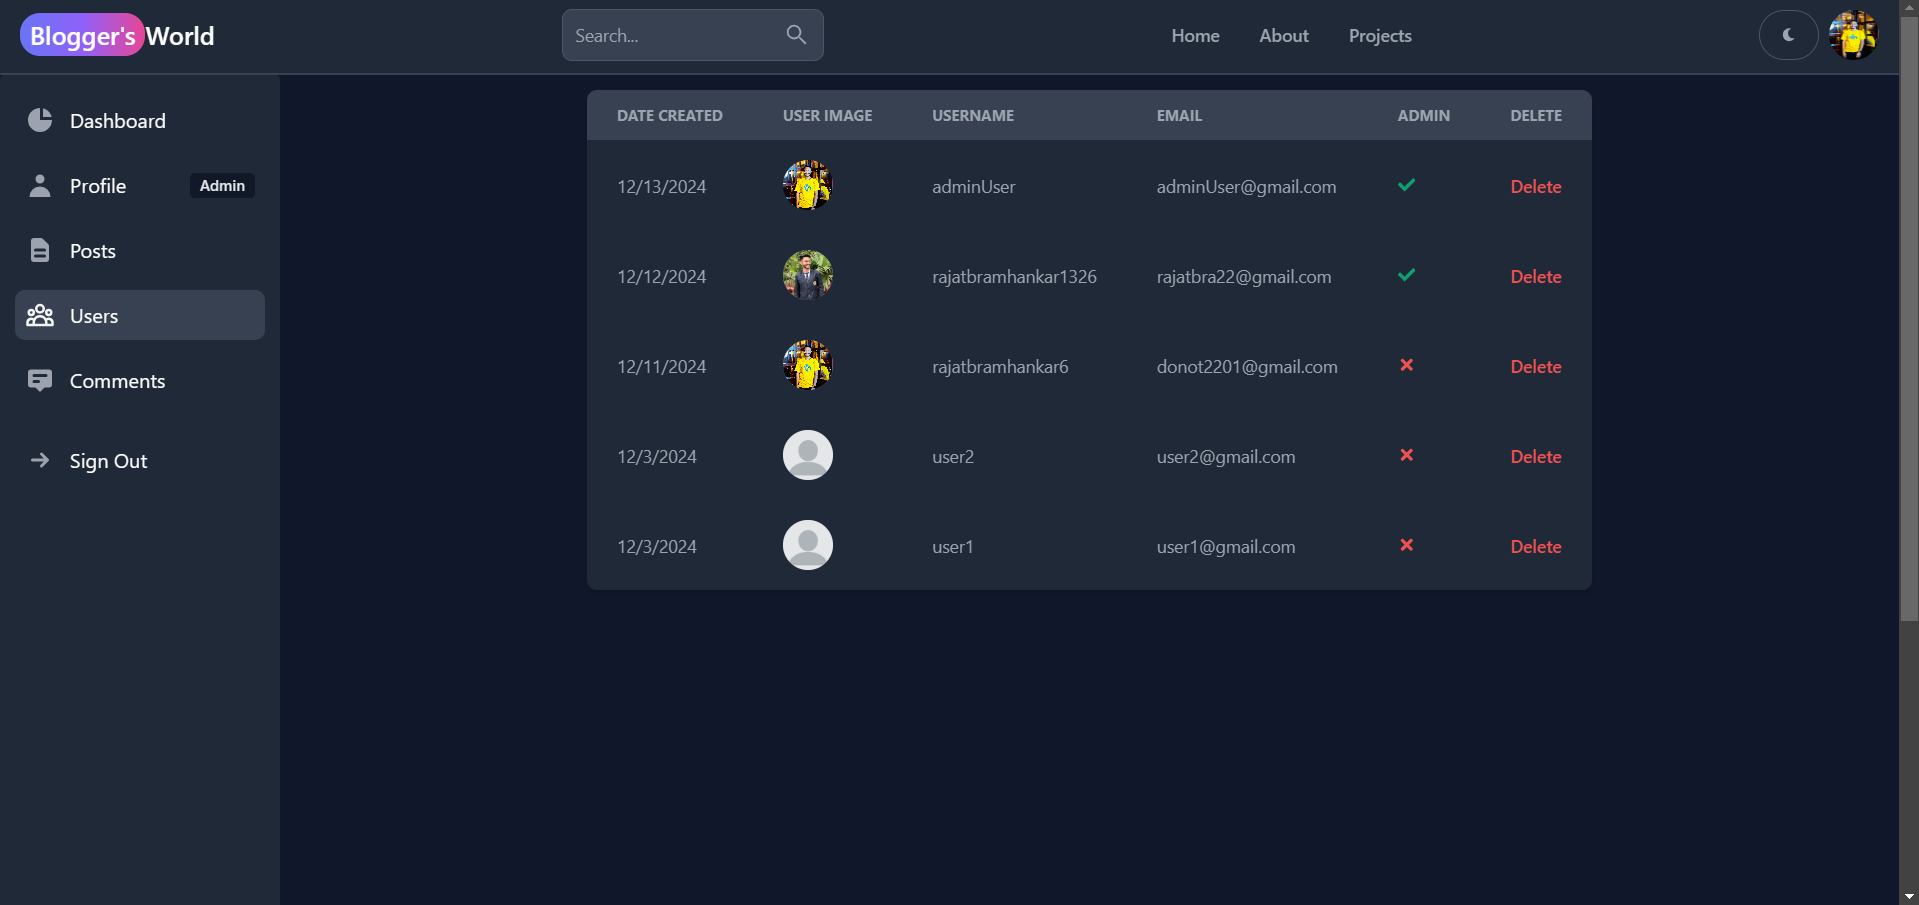 Blogger's World
Search...
Home About Projects
Dashboard
Profile Admin
Posts
Users
Comments
Sign Out
DATE CREATED USER IMAGE USERNAME EMAIL ADMIN DELETE
12/13/2024 adminUser adminUser@gmail.com Delete
12/12/2024 rajatbramhankar1326 rajatbra22@gmail.com Delete
12/11/2024 rajatbramhankar6 donot2201@gmail.com Delete
12/3/2024 user2 user2@gmail.com Delete
12/3/2024 user1 user1@gmail.com Delete